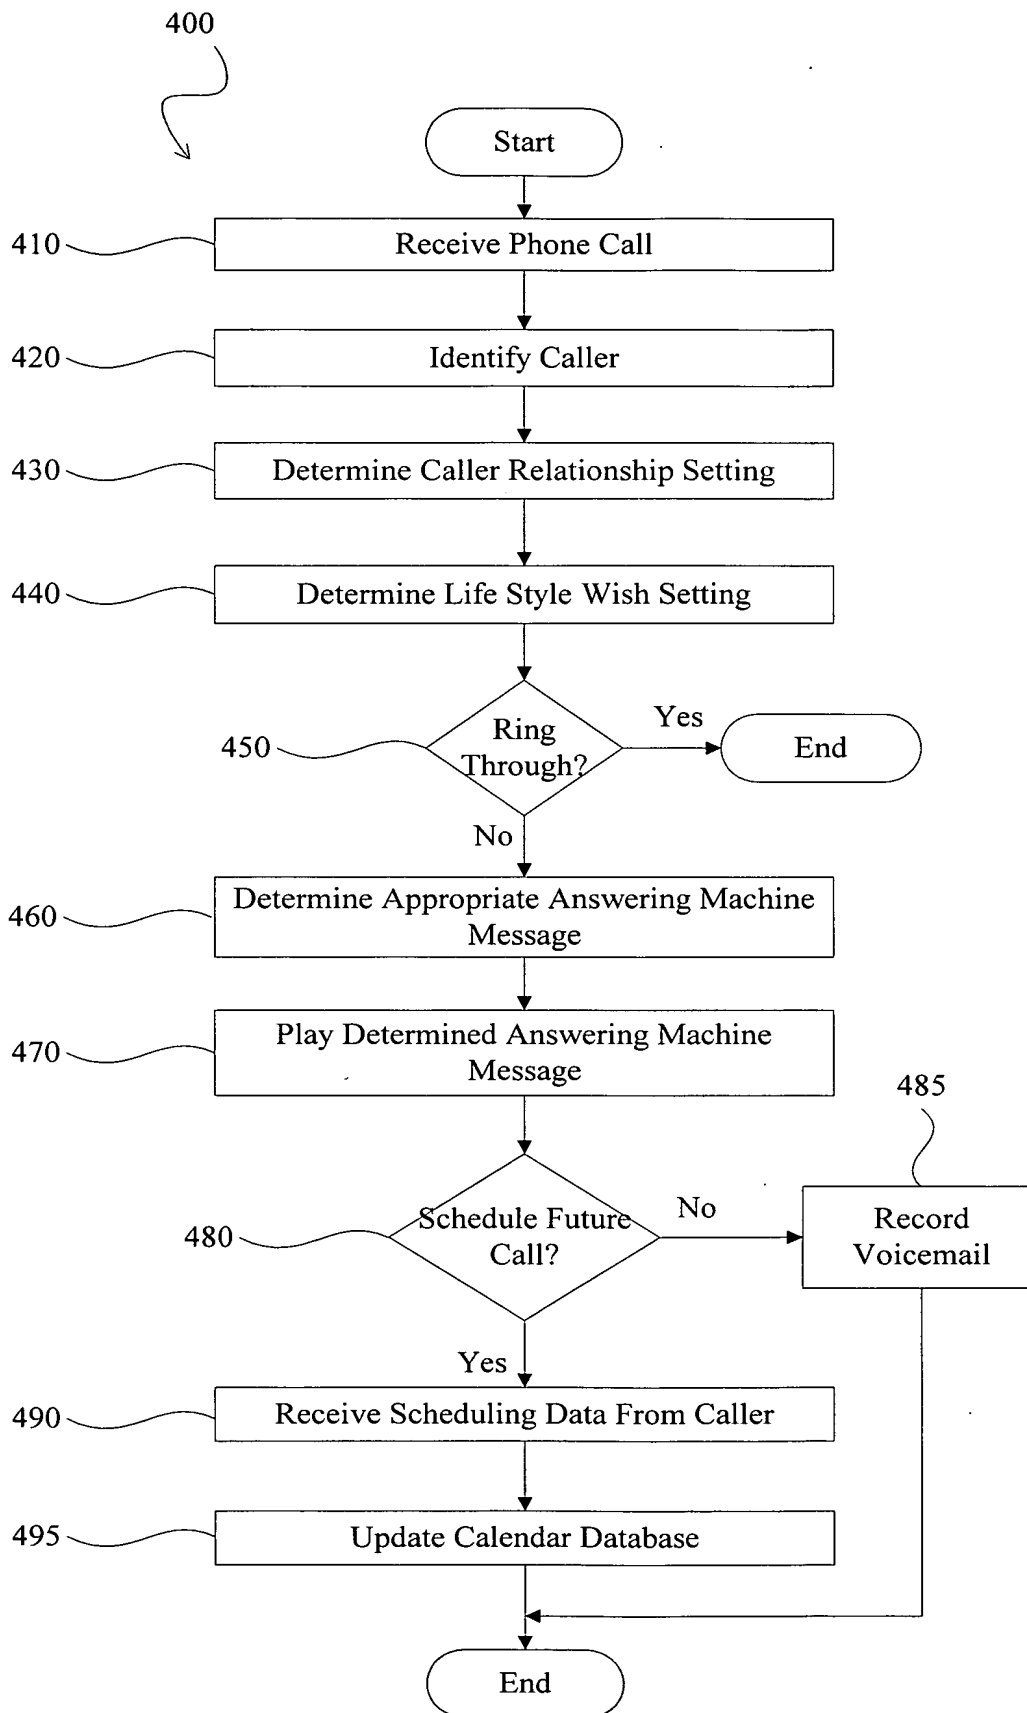 400
Start
410
Receive Phone Call
420
Identify Caller
430
Determine Caller Relationship Setting
440
Determine Life Style Wish Setting
450
Ring
Through?
Yes
End
No
460
Determine Appropriate Answering Machine
Message
470
Play Determined Answering Machine
Message
485
480
Schedule Future
Call?
No
Record
Voicemail
Yes
490
Receive Scheduling Data From Caller
495
Update Calendar Database
End